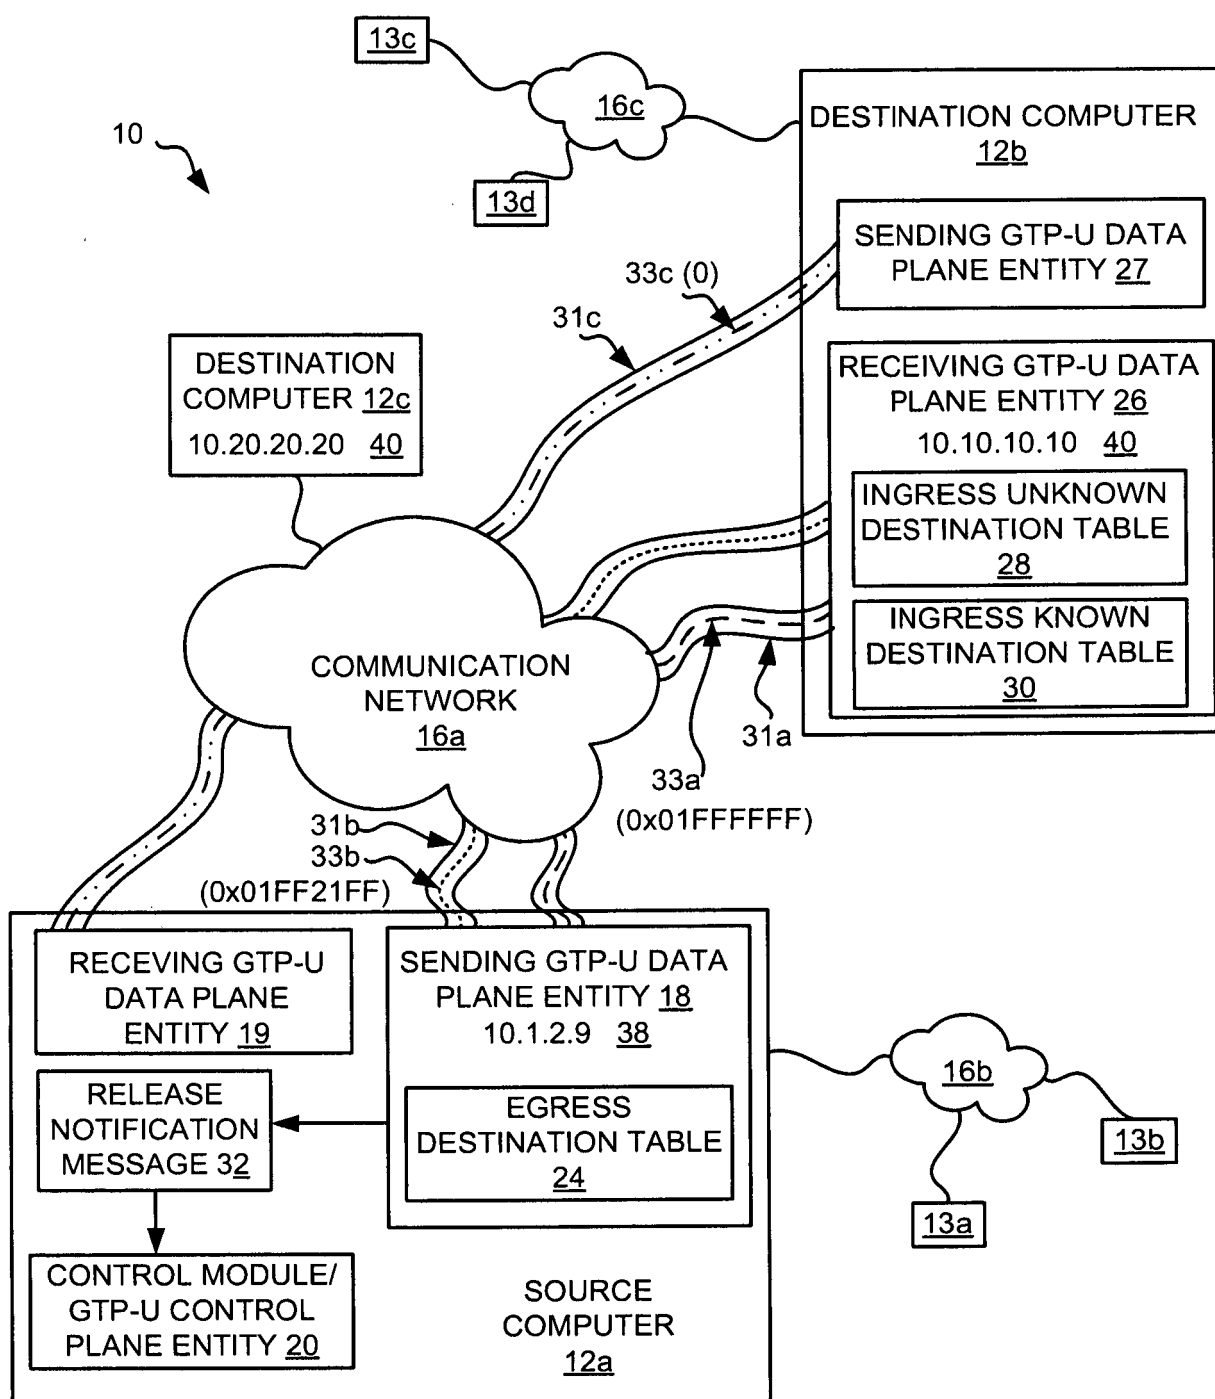 13c
16c
10
13d
DESTINATION COMPUTER
12b
SENDING GTP-U DATA
PLANE ENTITY 27
33c (0)
31c
DESTINATION
COMPUTER 12c
10.20.20.20 40
RECEIVING GTP-U DATA
PLANE ENTITY 26
10.10.10.10 40
INGRESS UNKNOWN
DESTINATION TABLE
28
INGRESS KNOWN
DESTINATION TABLE
30
COMMUNICATION
NETWORK
16a
31a
33a
(0x01FFFFFF)
31b
33b
(0x01FF21FF)
RECEVING GTP-U
DATA PLANE
ENTITY 19
SENDING GTP-U DATA
PLANE ENTITY 18
10.1.2.9 38
EGRESS
DESTINATION TABLE
24
RELEASE
NOTIFICATION
MESSAGE 32
CONTROL MODULE/
GTP-U CONTROL
PLANE ENTITY 20
SOURCE
COMPUTER
12a
16b
13b
13a